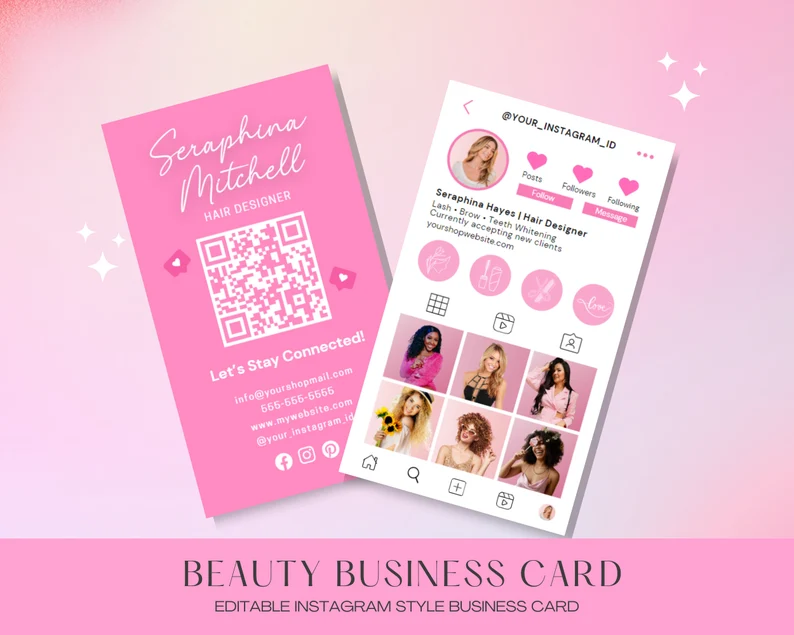 Seraphina
Mitchell
HAIR DESIGNER
Let's Stay Connected!
info@yourshopmail.com
555-555-5555
www.mywebsite.com
@your_instagram_id
@YOUR_INSTAGRAM_ID
Posts
Followers
Following
Follow
Message
Seraphina Hayes | Hair Designer
Lash • Brow • Teeth Whitening
Currently accepting new clients
yourshopwebsite.com
Love
BEAUTY BUSINESS CARD
EDITABLE INSTAGRAM STYLE BUSINESS CARD